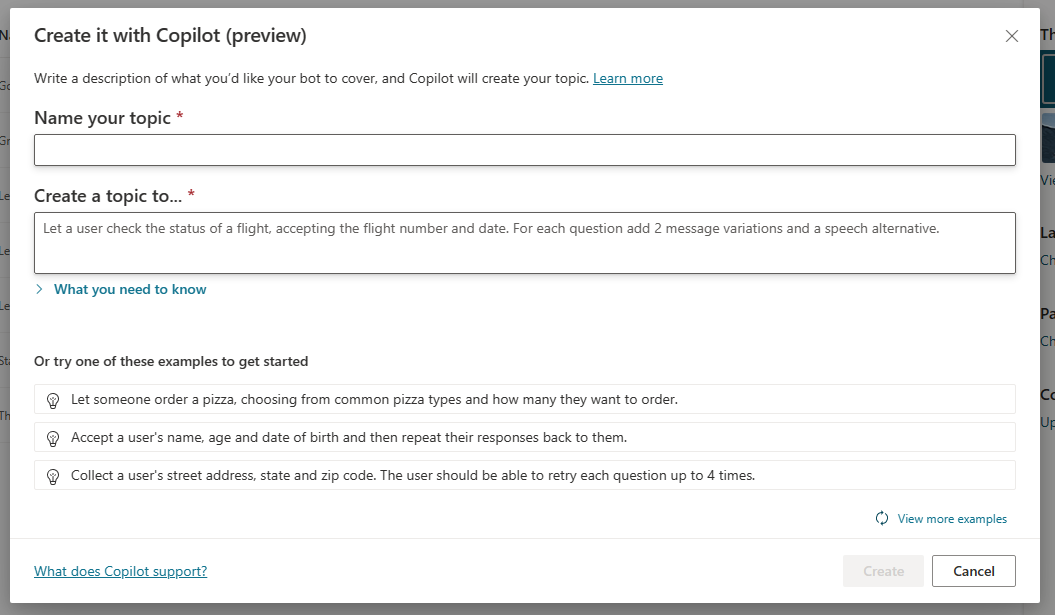 Create it with Copilot (preview)
Write a description of what you'd like your bot to cover, and Copilot will create your topic. Learn more
Name your topic *
Create a topic to... *
Let a user check the status of a flight, accepting the flight number and date. For each question add 2 message variations and a speech alternative.
What you need to know
Or try one of these examples to get started
Let someone order a pizza, choosing from common pizza types and how many they want to order.
Accept a user's name, age and date of birth and then repeat their responses back to them.
Collect a user's street address, state and zip code. The user should be able to retry each question up to 4 times.
View more examples
What does Copilot support?
Create
Cancel